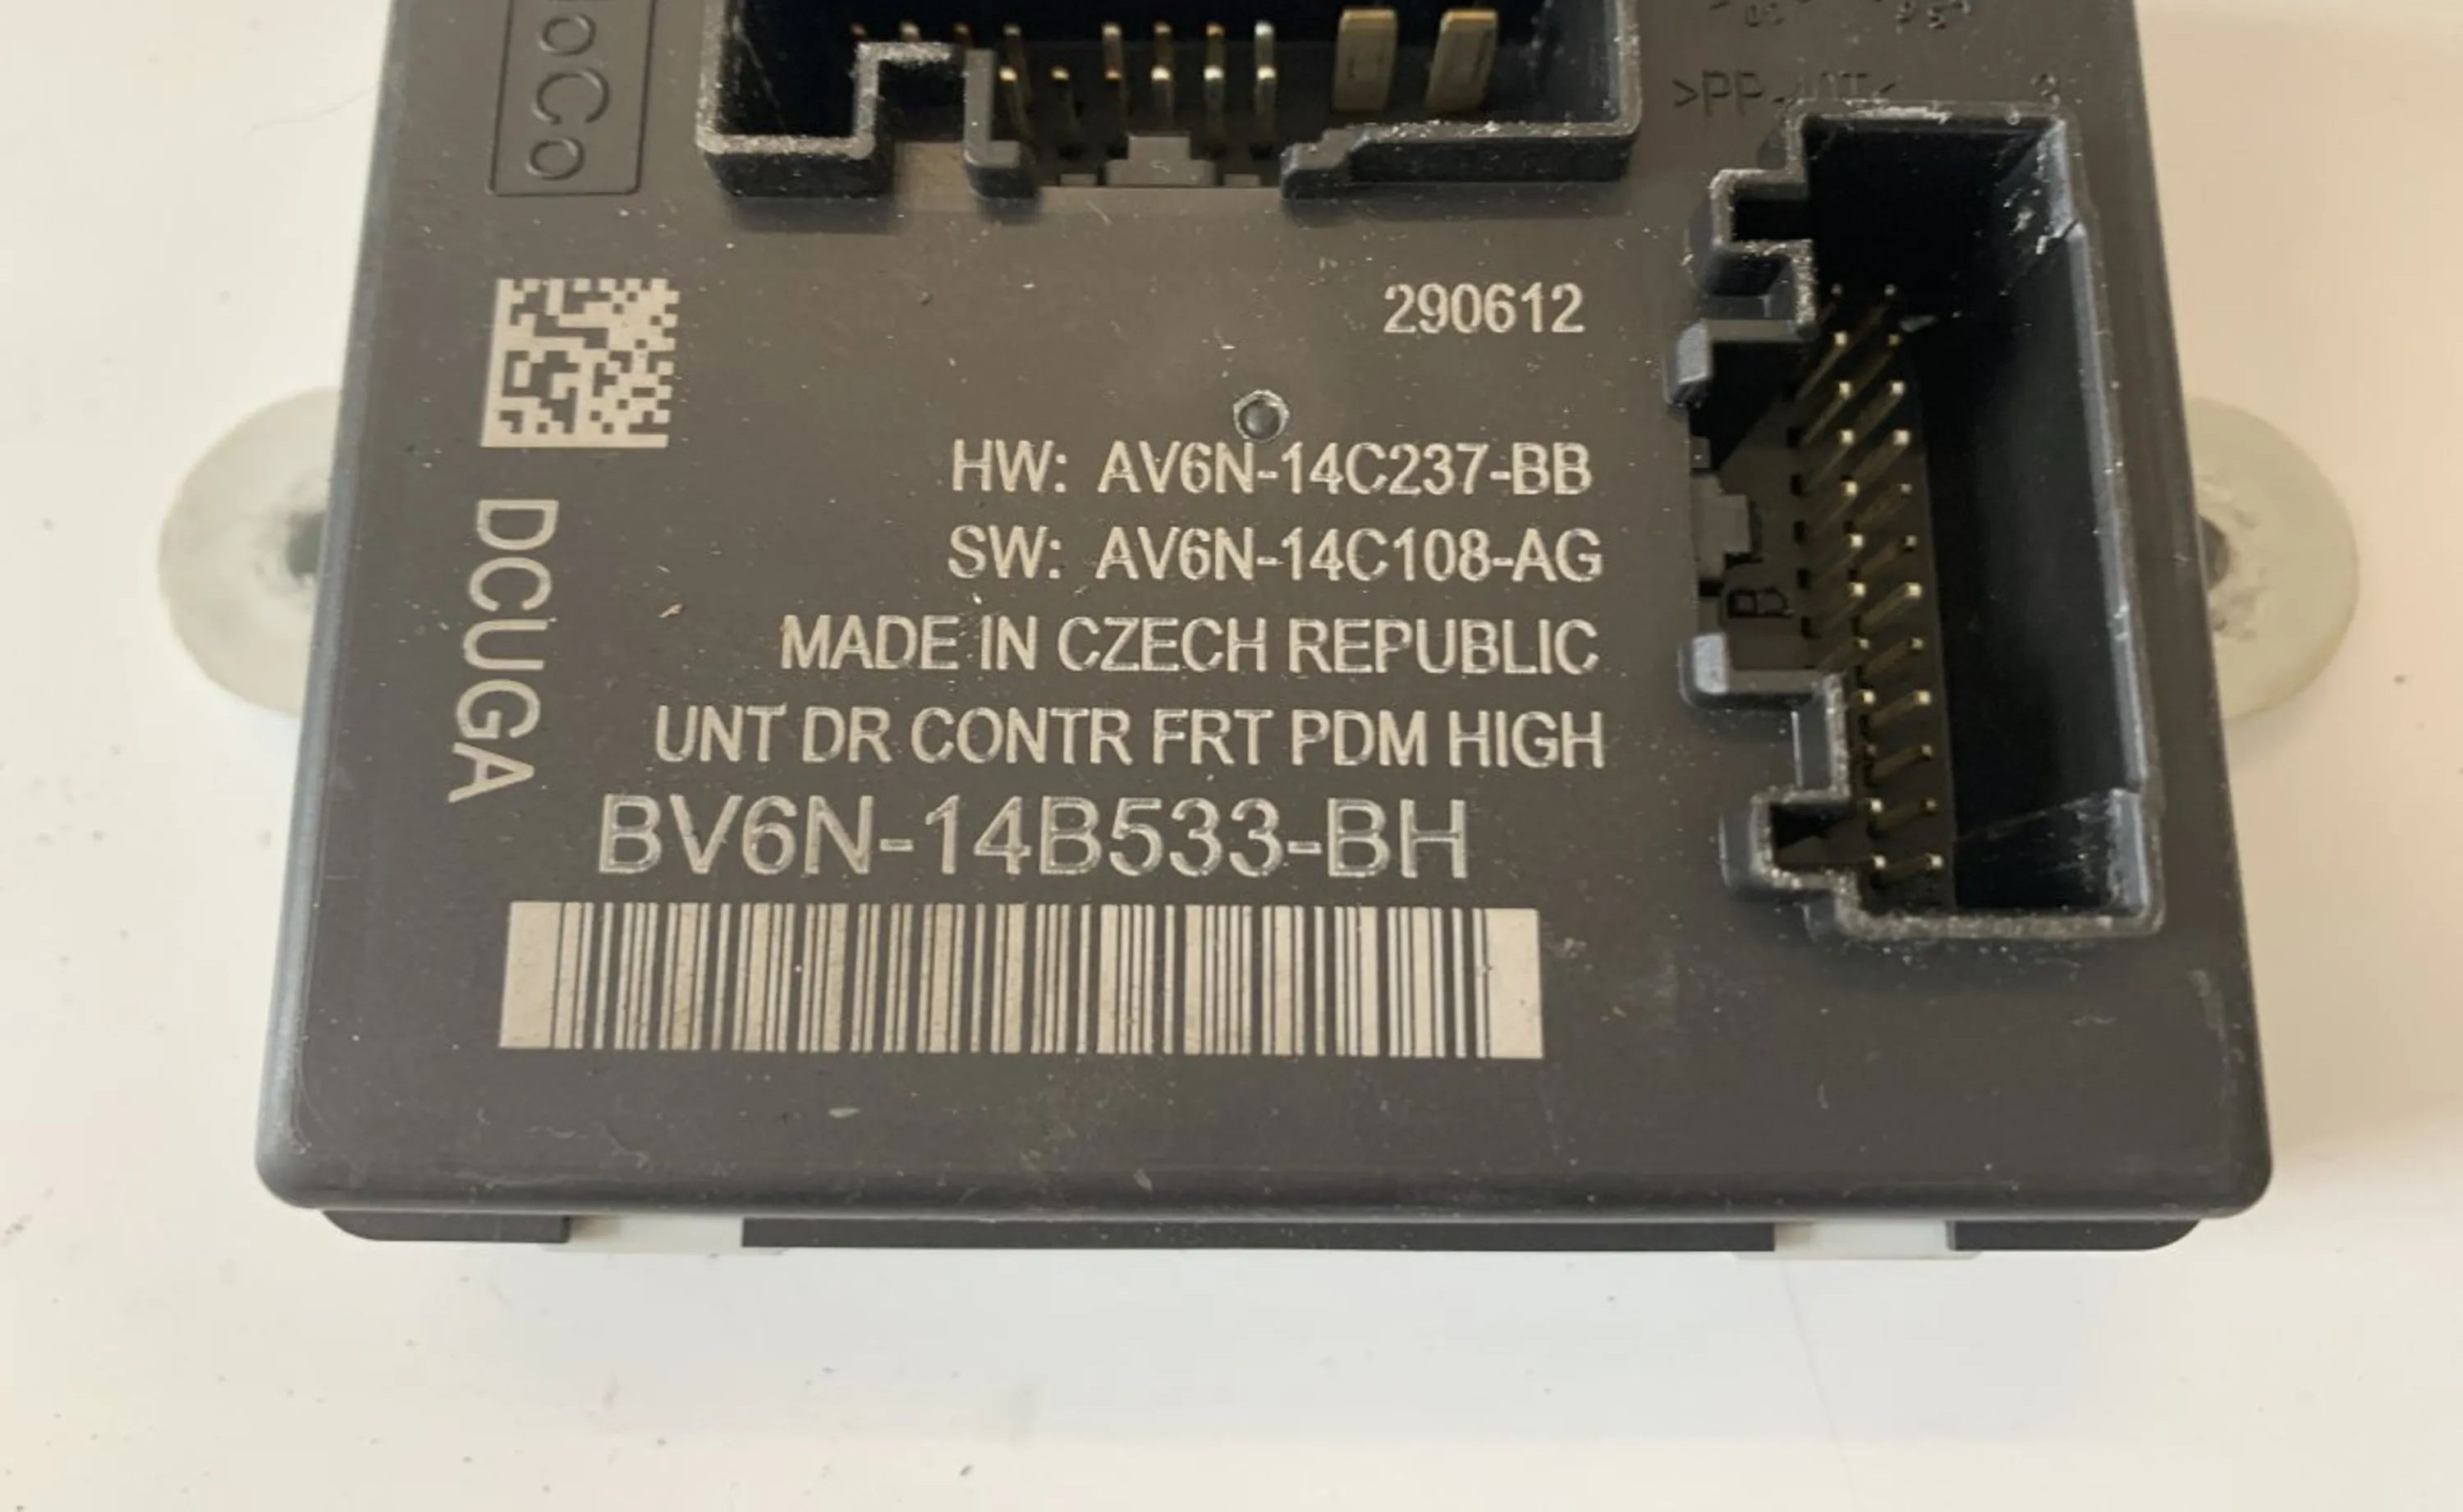 oCo
290612
HW: AV6N-14C237-BB
SW: AV6N-14C108-AG
MADE IN CZECH REPUBLIC
UNT DR CONTR FRT PDM HIGH
BV6N-14B533-BH
DCUGA
B